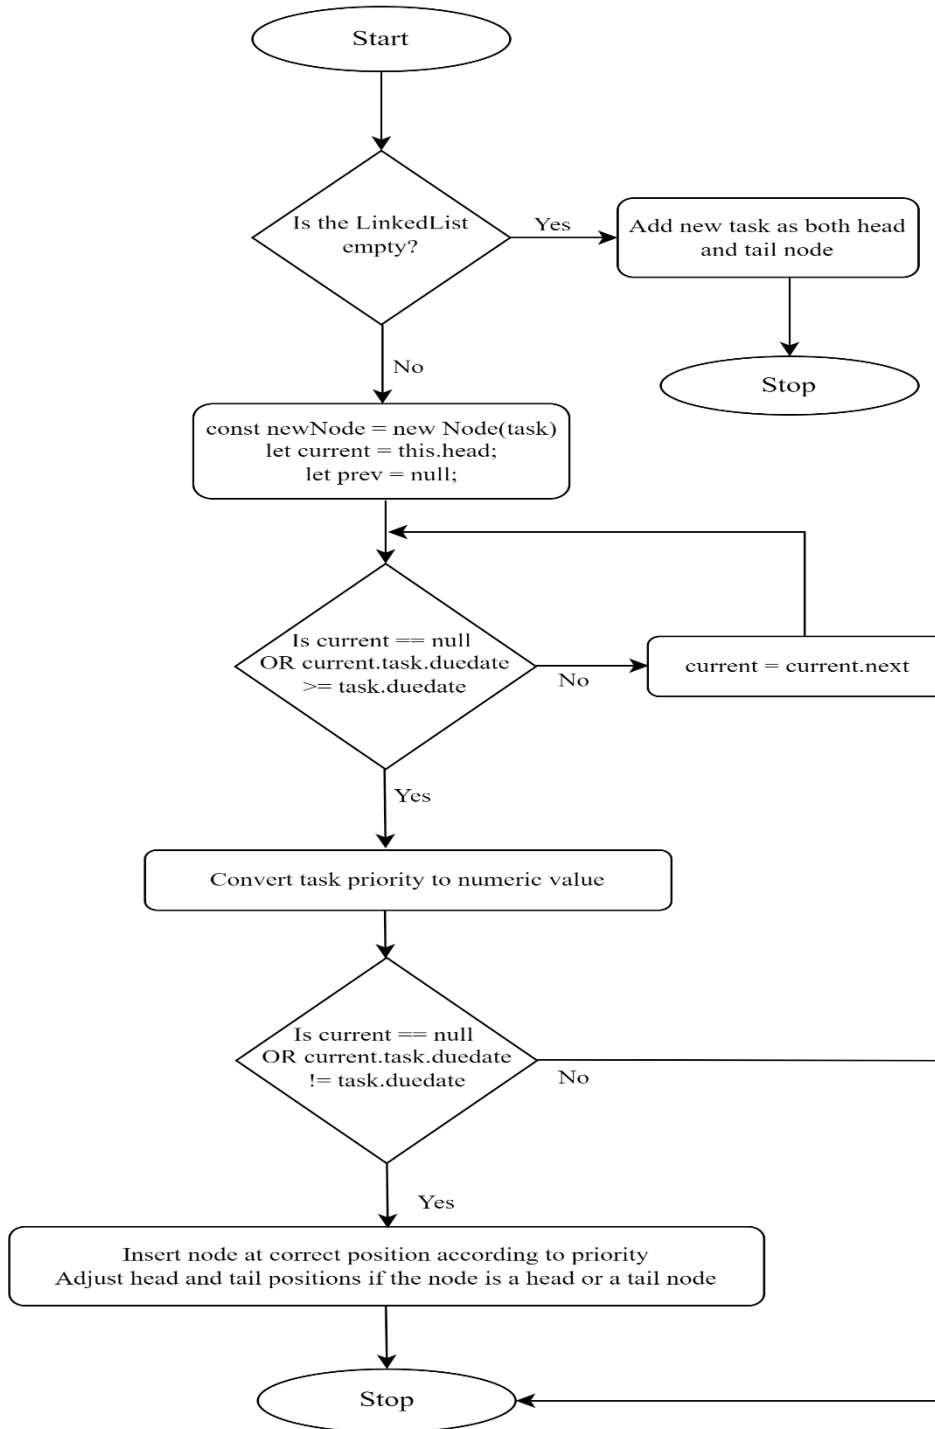 Start
Is the LinkedList
empty?
Yes
Add new task as both head
and tail node
No
Stop
const newNode = new Node(task)
let current = this.head;
let prev = null;
Is current == null
OR current.task.duedate
>= task.duedate
No
current = current.next
Yes
Convert task priority to numeric value
Is current == null
OR current.task.duedate
!= task.duedate
No
Yes
Insert node at correct position according to priority
Adjust head and tail positions if the node is a head or a tail node
Stop